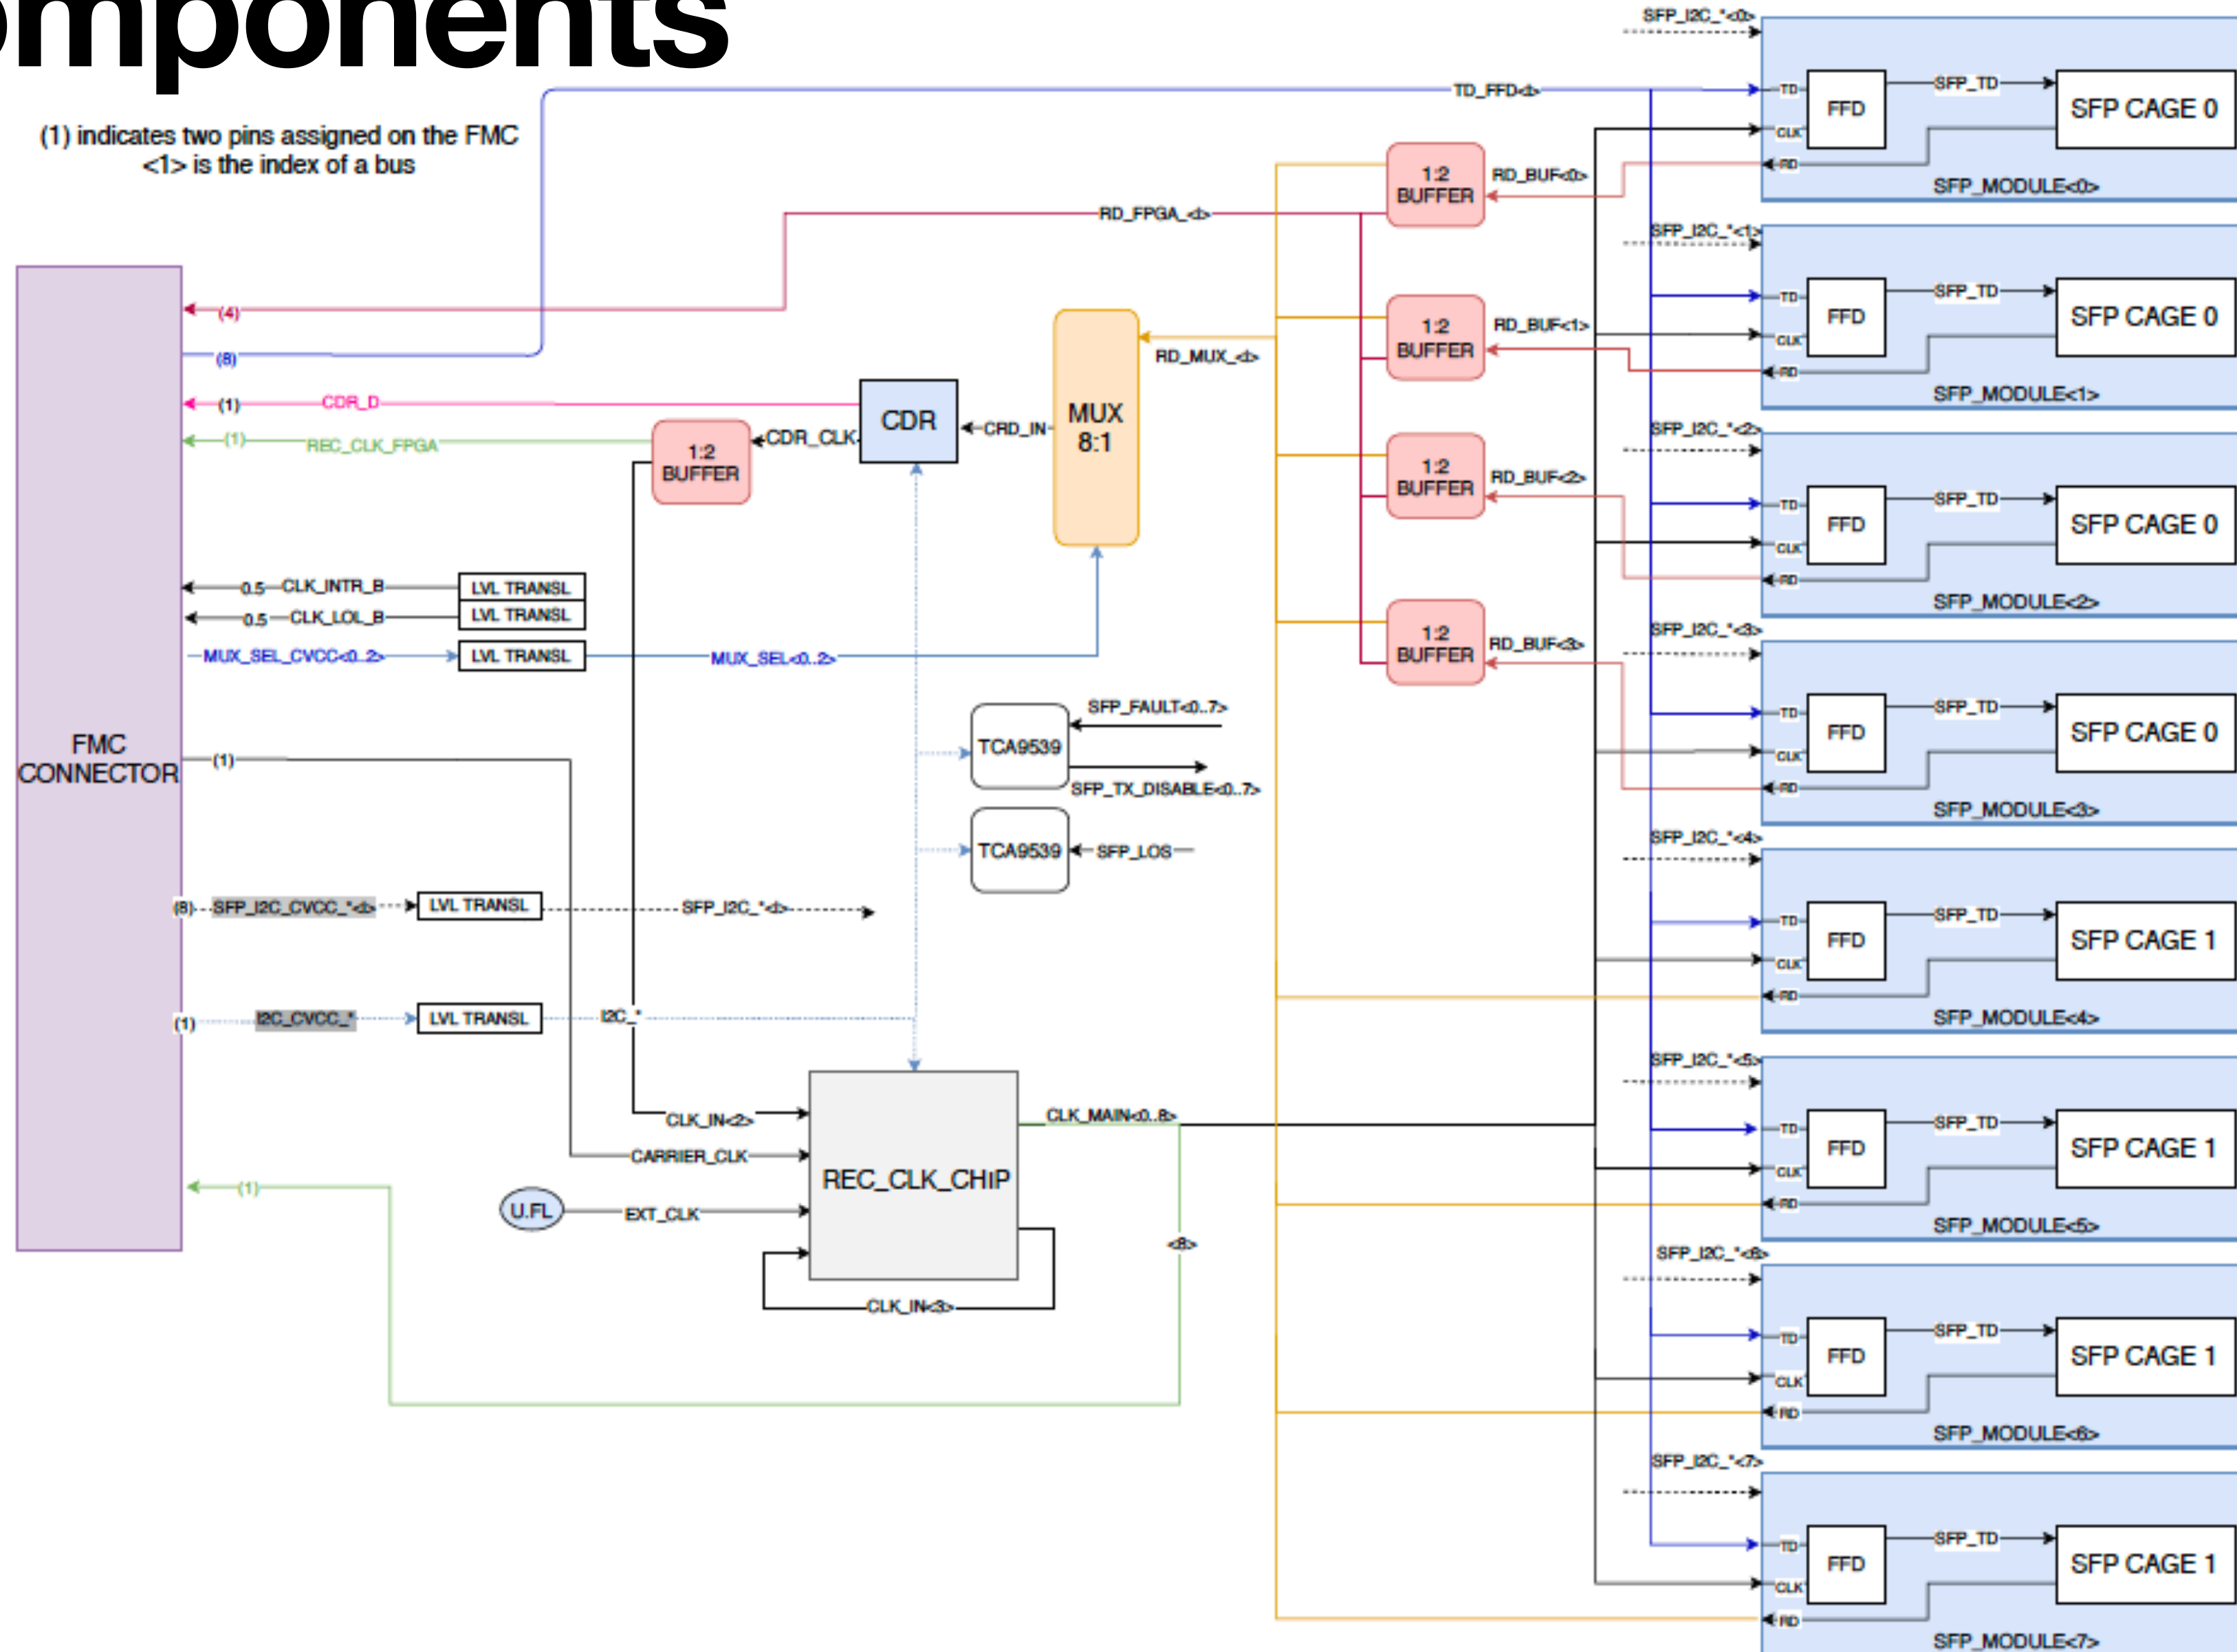 omponents
(1) indicates two pins assigned on the FMC
<1> is the index of a bus
FMC
CONNECTOR
(4)
(8)
(1)
CDR_D
(1)
REC_CLK_FPGA
0.5
CLK_INTR_B
LVL TRANSL
0.5
CLK_LOL_B
LVL TRANSL
MUX_SEL_CVCC<0..2>
LVL TRANSL
MUX_SEL<0..2>
(1)
(8)
SFP_I2C_CVCC_*<i>
LVL TRANSL
SFP_I2C_*<i>
(1)
I2C_CVCC_*
LVL TRANSL
I2C_*
(1)
1:2
BUFFER
CDR_CLK
CDR
CRD_IN
MUX
8:1
RD_MUX_<i>
RD_FPGA_<i>
TD_FFD<i>
TCA9539
SFP_FAULT<0..7>
SFP_TX_DISABLE<0..7>
TCA9539
SFP_LOS
CLK_IN<2>
CARRIER_CLK
U.FL
EXT_CLK
REC_CLK_CHIP
CLK_MAIN<0..8>
<8>
CLK_IN<3>
1:2
BUFFER
RD_BUF<0>
1:2
BUFFER
RD_BUF<1>
1:2
BUFFER
RD_BUF<2>
1:2
BUFFER
RD_BUF<3>
SFP_I2C_*<0>
TD
CLK
RD
FFD
SFP_TD
SFP CAGE 0
SFP_MODULE<0>
SFP_I2C_*<1>
TD
CLK
RD
FFD
SFP_TD
SFP CAGE 0
SFP_MODULE<1>
SFP_I2C_*<2>
TD
CLK
RD
FFD
SFP_TD
SFP CAGE 0
SFP_MODULE<2>
SFP_I2C_*<3>
TD
CLK
RD
FFD
SFP_TD
SFP CAGE 0
SFP_MODULE<3>
SFP_I2C_*<4>
TD
CLK
RD
FFD
SFP_TD
SFP CAGE 1
SFP_MODULE<4>
SFP_I2C_*<5>
TD
CLK
RD
FFD
SFP_TD
SFP CAGE 1
SFP_MODULE<5>
SFP_I2C_*<6>
TD
CLK
RD
FFD
SFP_TD
SFP CAGE 1
SFP_MODULE<6>
SFP_I2C_*<7>
TD
CLK
RD
FFD
SFP_TD
SFP CAGE 1
SFP_MODULE<7>